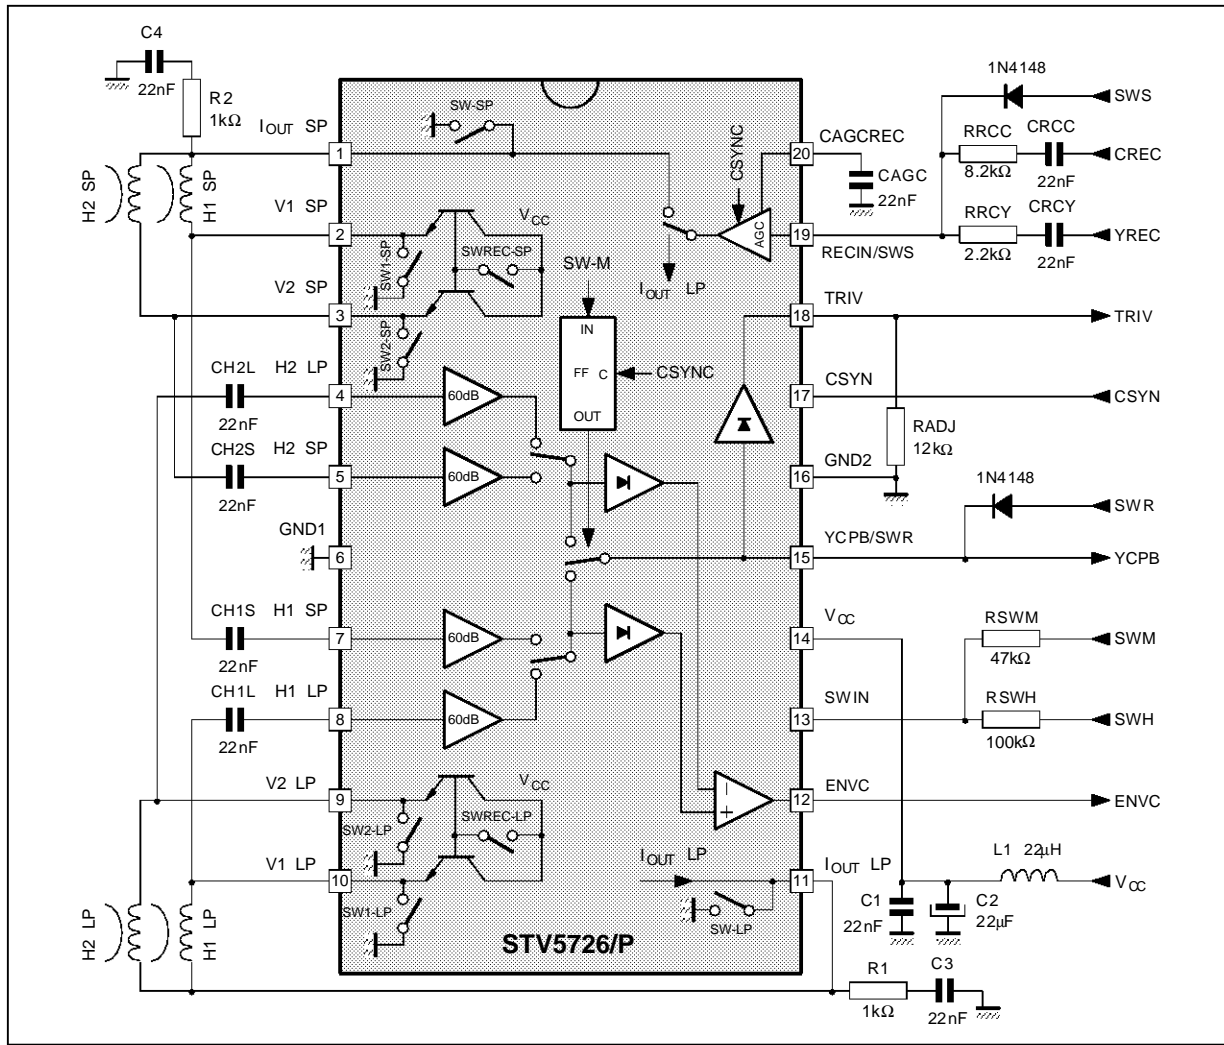 C4
22nF
R2
1kΩ
IOUT SP
SW-SP
1
H2 SP
H1 SP
V1 SP
2
SW1-SP
VCC
SWREC-SP
V2 SP
3
SW2-SP
CH2L
22nF
H2 LP
4
60dB
CH2S
22nF
H2 SP
5
60dB
GND1
6
CH1S
22nF
H1 SP
7
60dB
CH1L
22nF
H1 LP
8
60dB
V2 LP
9
SW2-LP
VCC
SWREC-LP
V1 LP
10
SW1-LP
H2 LP
H1 LP
SW-M
IN
FF C
OUT
CSYNC
CSYNC
AGC
IOUT LP
−
+
IOUT LP
SW-LP
STV5726/P
20
CAGCREC
CAGC
22nF
1N4148
SWS
RRCC
8.2kΩ
CRCC
22nF
CREC
19
RECIN/SWS
RRCY
2.2kΩ
CRCY
22nF
YREC
18
TRIV
TRIV
17
CSYN
CSYN
RADJ
12kΩ
16
GND2
1N4148
SWR
15
YCPB/SWR
YCPB
14
VCC
RSWM
47kΩ
SWM
13
SWIN
RSWH
100kΩ
SWH
12
ENVC
ENVC
11
IOUT LP
L1 22µH
VCC
C1
22nF
C2
22µF
R1
1kΩ
C3
22nF